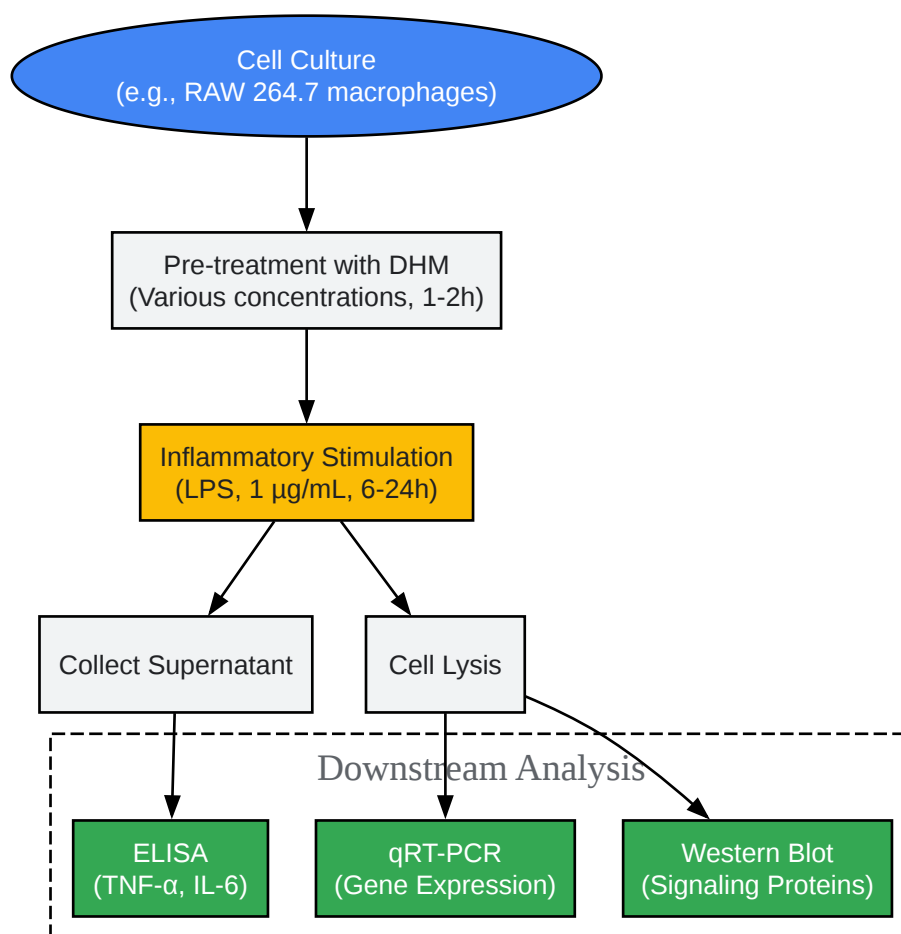 Cell Culture
(e.g., RAW 264.7 macrophages)
Pre-treatment with DHM
(Various concentrations, 1-2h)
Inflammatory Stimulation
(LPS, 1 µg/mL, 6-24h)
Collect Supernatant
Cell Lysis
Downstream Analysis
ELISA
(TNF-α, IL-6)
qRT-PCR
(Gene Expression)
Western Blot
(Signaling Proteins)